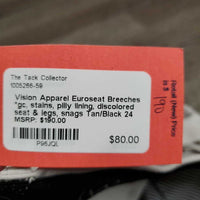 The Tack Collector
1005266-59
Vision Apparel Euroseat Breeches
*gc, stains, pilly lining, discolored
seat & legs, snags Tan/Black 24
MSRP: $190.00
P96JQL
$80.00
Retail (New) Price
is $ 190